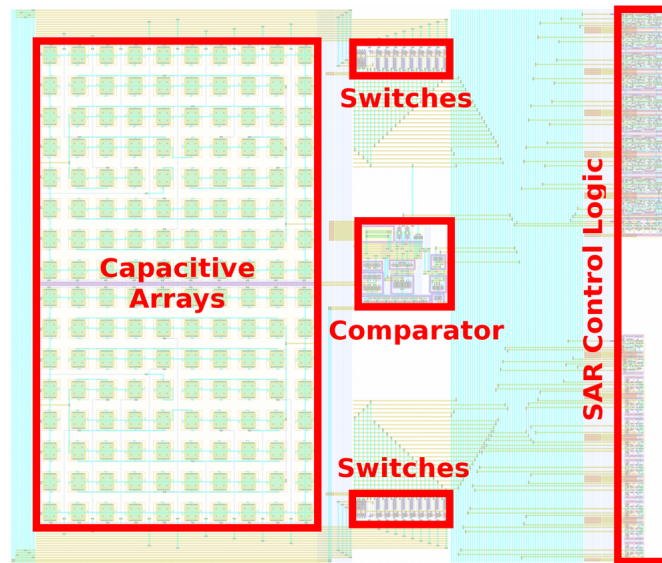 Switches
Capacitive
Arrays
Comparator
Switches
SAR Control Logic